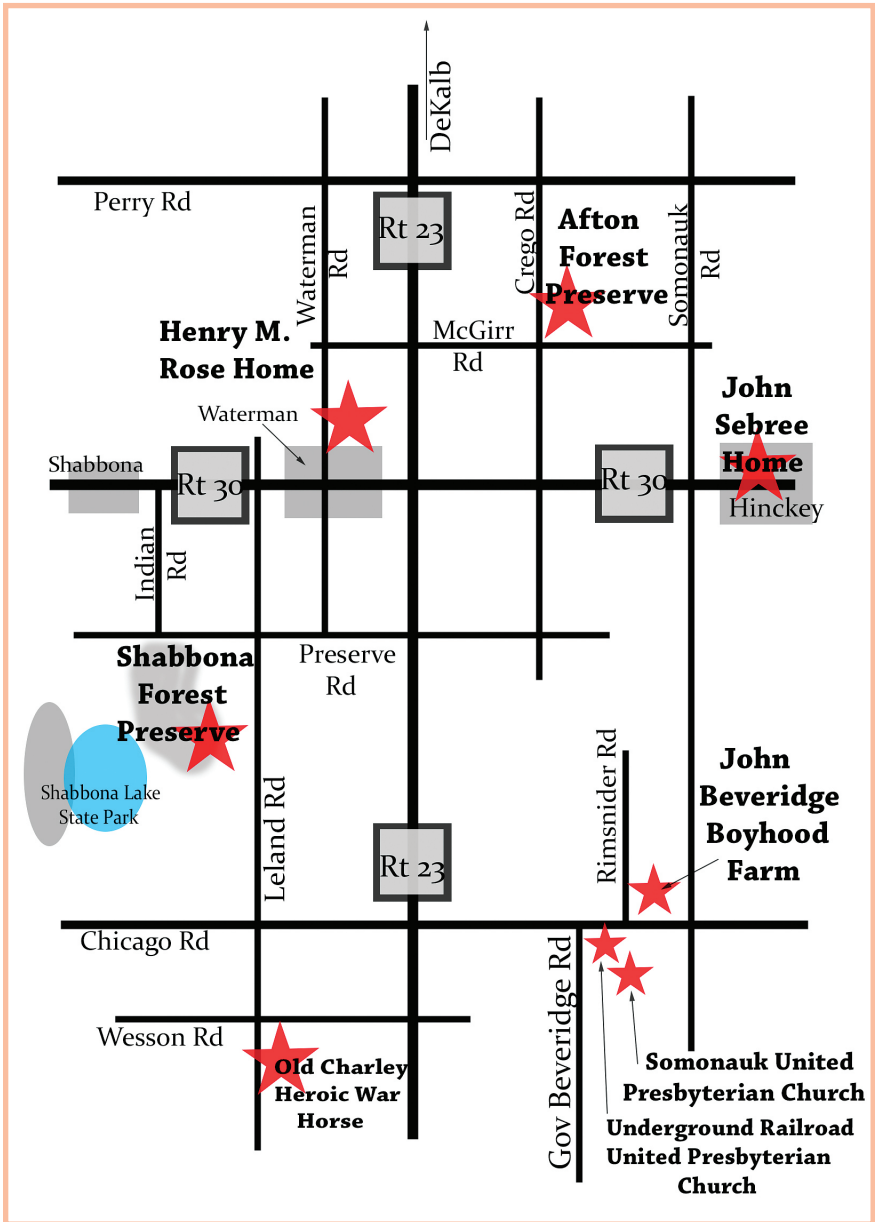 DeKalb
Perry Rd
Rt 23
Waterman
Rd
Crego Rd
Afton
Forest
Preserve
Somonauk
Rd
McGirr
Rd
Henry M.
Rose Home
Waterman
John
Sebree
Home
Shabbona
Rt 30
Rt 30
Hinckey
Indian
Rd
Preserve
Rd
Shabbona
Forest
Preserve
Shabbona Lake
State Park
Leland Rd
Rt 23
Rimsnider Rd
John
Beveridge
Boyhood
Farm
Chicago Rd
Gov Beveridge Rd
Wesson Rd
Old Charley
Heroic War
Horse
Somonauk United
Presbyterian Church
Underground Railroad
United Presbyterian
Church